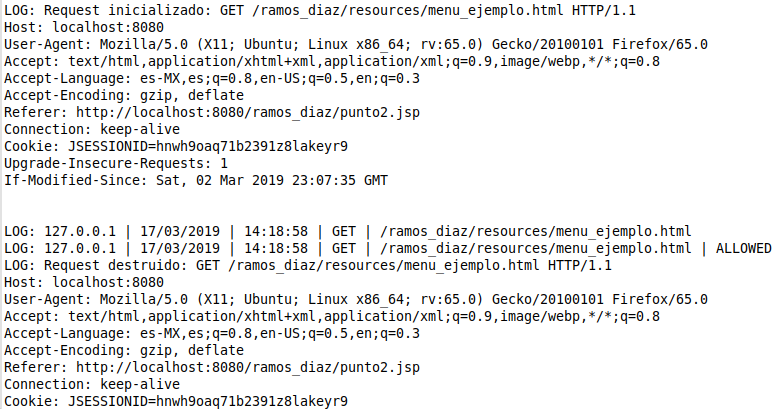 LOG: Request inicializado: GET /ramos_diaz/resources/menu_ejemplo.html HTTP/1.1
Host: localhost:8080
User-Agent: Mozilla/5.0 (X11; Ubuntu; Linux x86_64; rv:65.0) Gecko/20100101 Firefox/65.0
Accept: text/html,application/xhtml+xml,application/xml;q=0.9,image/webp,*/*;q=0.8
Accept-Language: es-MX,es;q=0.8,en-US;q=0.5,en;q=0.3
Accept-Encoding: gzip, deflate
Referer: http://localhost:8080/ramos_diaz/punto2.jsp
Connection: keep-alive
Cookie: JSESSIONID=hnwh9oaq71b2391z8lakeyr9
Upgrade-Insecure-Requests: 1
If-Modified-Since: Sat, 02 Mar 2019 23:07:35 GMT
LOG: 127.0.0.1 | 17/03/2019 | 14:18:58 | GET | /ramos_diaz/resources/menu_ejemplo.html
LOG: 127.0.0.1 | 17/03/2019 | 14:18:58 | GET | /ramos_diaz/resources/menu_ejemplo.html | ALLOWED
LOG: Request destruido: GET /ramos_diaz/resources/menu_ejemplo.html HTTP/1.1
Host: localhost:8080
User-Agent: Mozilla/5.0 (X11; Ubuntu; Linux x86_64; rv:65.0) Gecko/20100101 Firefox/65.0
Accept: text/html,application/xhtml+xml,application/xml;q=0.9,image/webp,*/*;q=0.8
Accept-Language: es-MX,es;q=0.8,en-US;q=0.5,en;q=0.3
Accept-Encoding: gzip, deflate
Referer: http://localhost:8080/ramos_diaz/punto2.jsp
Connection: keep-alive
Cookie: JSESSIONID=hnwh9oaq71b2391z8lakeyr9